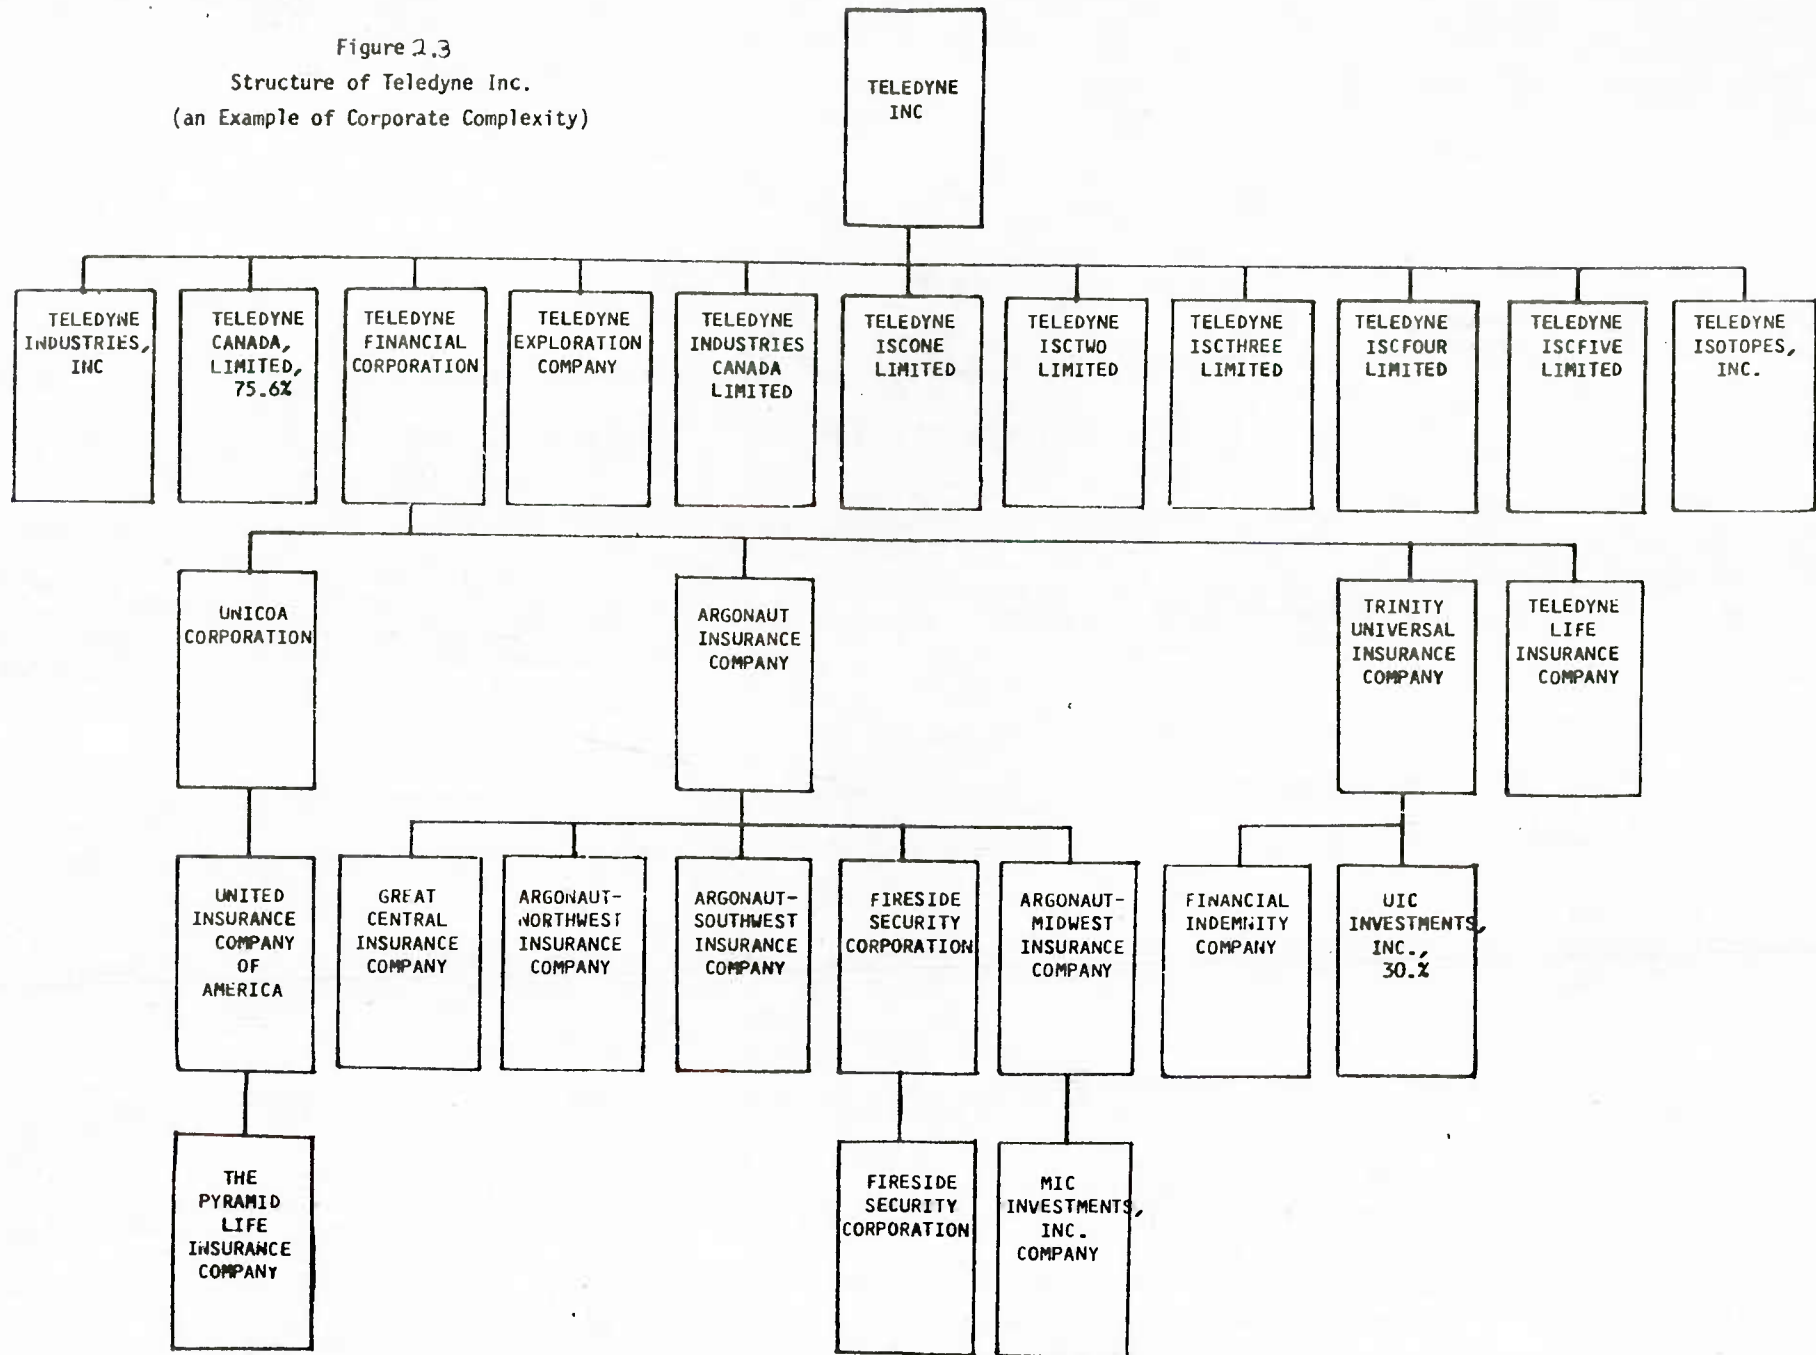 Figure 2.3
Structure of Teledyne Inc.
(an Example of Corporate Complexity)
TELEDYNE
INC
TELEDYNE
INDUSTRIES,
INC
TELEDYNE
CANADA,
LIMITED,
75.6%
TELEDYNE
FINANCIAL
CORPORATION
TELEDYNE
EXPLORATION
COMPANY
TELEDYNE
INDUSTRIES
CANADA
LIMITED
TELEDYNE
ISCONE
LIMITED
TELEDYNE
ISCTWO
LIMITED
TELEDYNE
ISCTHREE
LIMITED
TELEDYNE
ISCFOUR
LIMITED
TELEDYNE
ISCFIVE
LIMITED
TELEDYNE
ISOTOPES,
INC.
UNICOA
CORPORATION
ARGONAUT
INSURANCE
COMPANY
TRINITY
UNIVERSAL
INSURANCE
COMPANY
TELEDYNE
LIFE
INSURANCE
COMPANY
UNITED
INSURANCE
COMPANY
OF
AMERICA
GREAT
CENTRAL
INSURANCE
COMPANY
ARGONAUT-
NORTHWEST
INSURANCE
COMPANY
ARGONAUT-
SOUTHWEST
INSURANCE
COMPANY
FIRESIDE
SECURITY
CORPORATION
ARGONAUT-
MIDWEST
INSURANCE
COMPANY
FINANCIAL
INDEMNITY
COMPANY
UIC
INVESTMENTS,
INC.,
30.%
THE
PYRAMID
LIFE
INSURANCE
COMPANY
FIRESIDE
SECURITY
CORPORATION
MIC
INVESTMENTS,
INC.
COMPANY